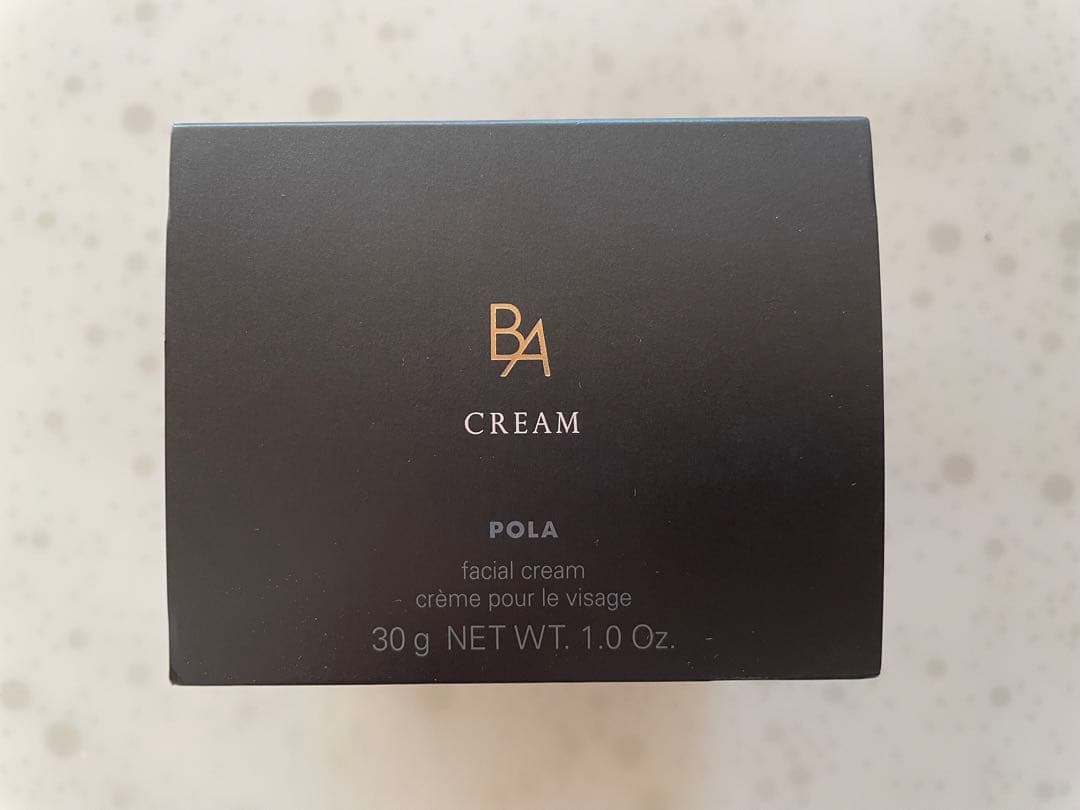 BA
CREAM
POLA
facial cream
crème pour le visage
30 g NET WT. 1.0 Oz.